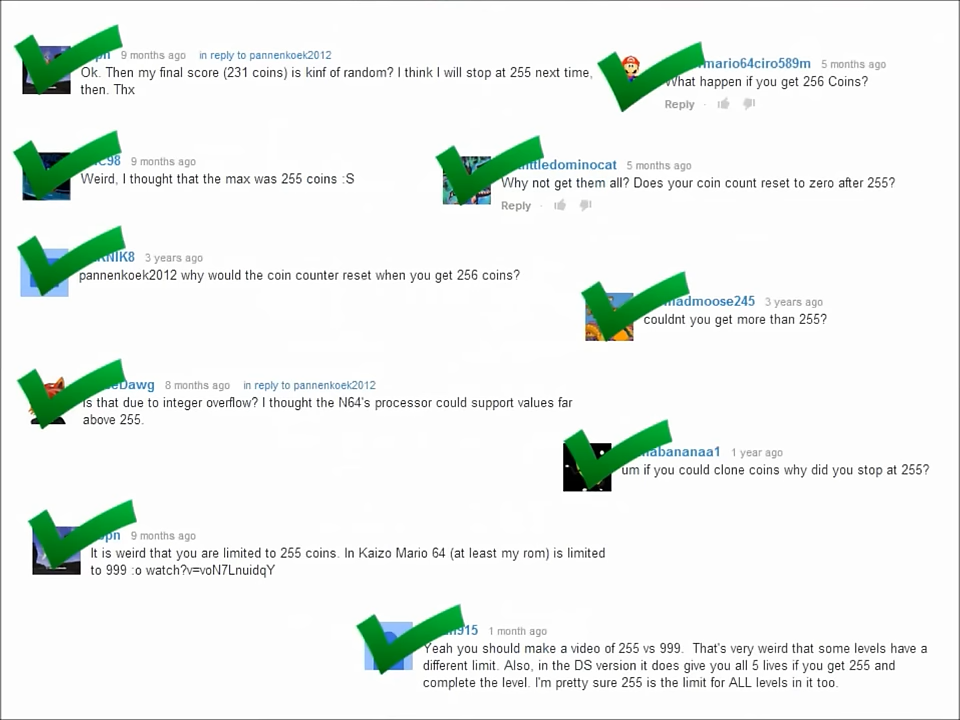 9 months ago in reply to pannenkoek2012
Ok. Then my final score (231 coins) is kinf of random? I think I will stop at 255 next time,
then. Thx
mario64ciro589m 5 months ago
What happen if you get 256 Coins?
Reply ·
C98 9 months ago
Weird, I thought that the max was 255 coins :S
ttledominocat 5 months ago
Why not get them all? Does your coin count reset to zero after 255?
Reply ·
NIK8 3 years ago
pannenkoek2012 why would the coin counter reset when you get 256 coins?
madmoose245 3 years ago
couldnt you get more than 255?
eDawg 8 months ago in reply to pannenkoek2012
Is that due to integer overflow? I thought the N64's processor could support values far
above 255.
nabananaa1 1 year ago
um if you could clone coins why did you stop at 255?
pn 9 months ago
It is weird that you are limited to 255 coins. In Kaizo Mario 64 (at least my rom) is limited
to 999 :o watch?v=voN7LnuidqY
915 1 month ago
Yeah you should make a video of 255 vs 999. That's very weird that some levels have a
different limit. Also, in the DS version it does give you all 5 lives if you get 255 and
complete the level. I'm pretty sure 255 is the limit for ALL levels in it too.